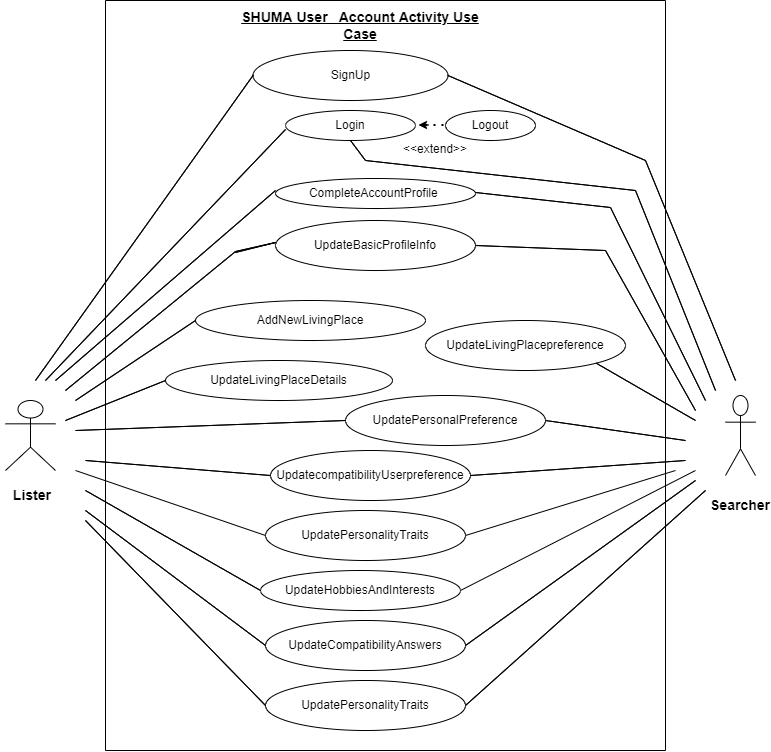 SHUMA User Account Activity Use
Case
SignUp
Login
Logout
<<extend>>
CompleteAccountProfile
UpdateBasicProfileInfo
AddNewLivingPlace
UpdateLivingPlacepreference
UpdateLivingPlaceDetails
UpdatePersonalPreference
UpdatecompatibilityUserpreference
Lister
Searcher
UpdatePersonalityTraits
UpdateHobbiesAndInterests
UpdateCompatibilityAnswers
UpdatePersonalityTraits